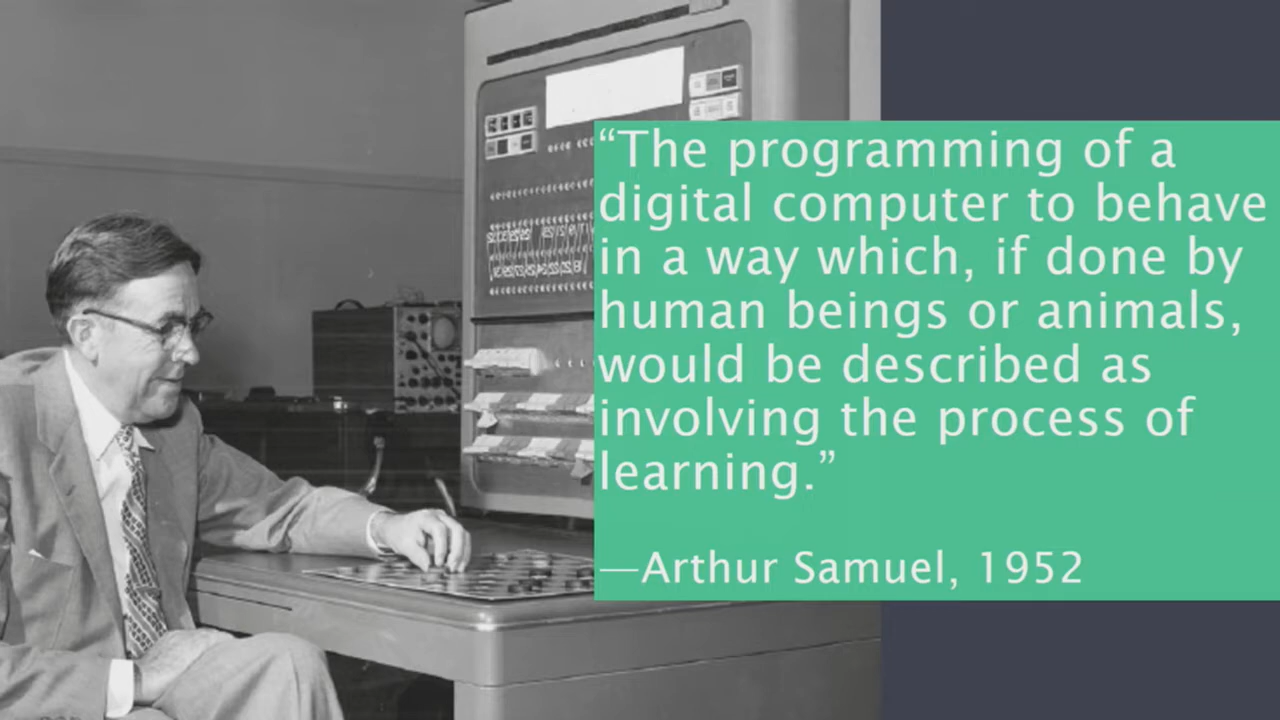 “The programming of a
digital computer to behave
in a way which, if done by
human beings or animals,
would be described as
involving the process of
learning.”
—Arthur Samuel, 1952